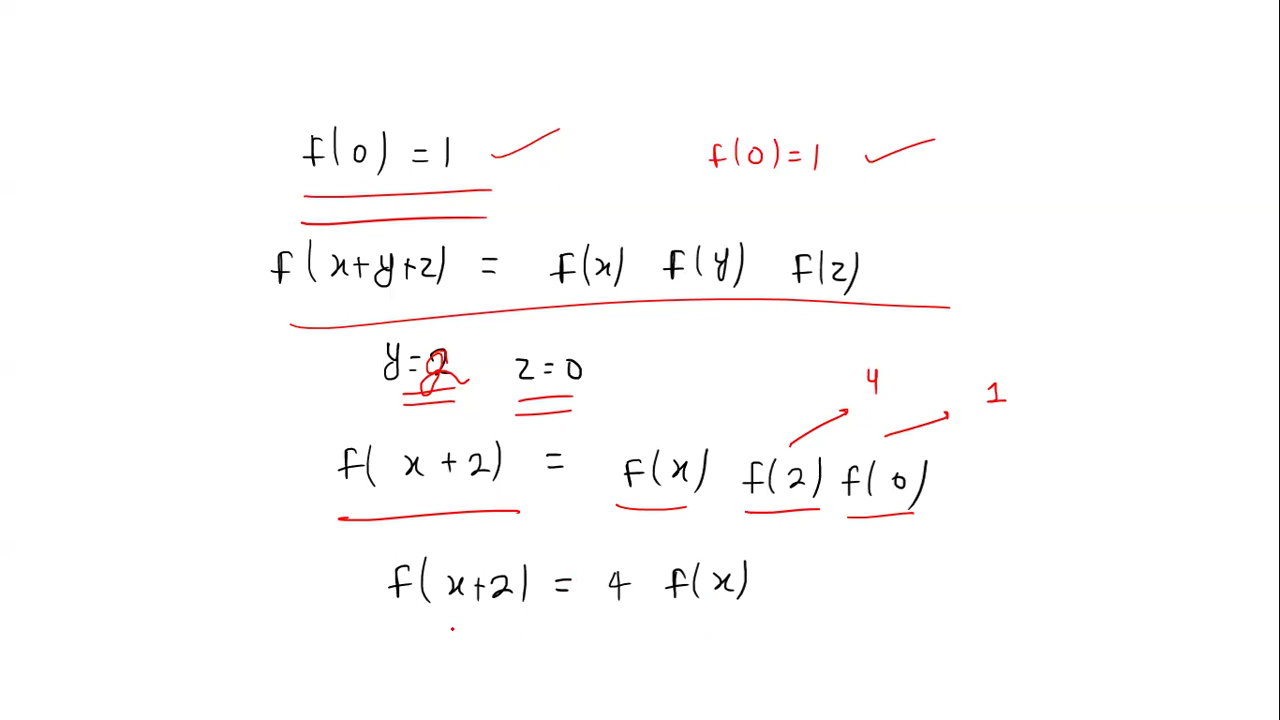 f(0) = 1 ✓ f(0) = 1 ✓
f(x+y+z) = f(x) f(y) f(z)
y = 2 z = 0
4 1
f(x+2) = f(x) f(2) f(0)
f(x+2) = 4 f(x)